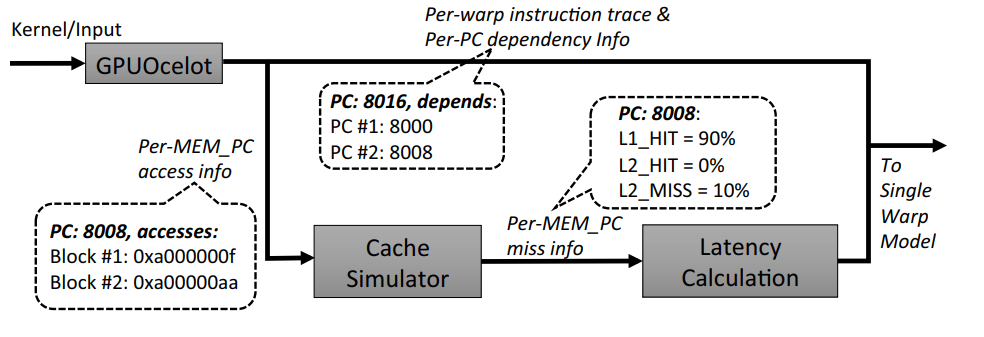 Per-warp instruction trace &
Per-PC dependency Info
Kernel/Input
GPUOcelot
PC: 8016, depends:
PC #1: 8000
PC #2: 8008
PC: 8008:
L1_HIT = 90%
L2_HIT = 0%
L2_MISS = 10%
Per-MEM_PC
access info
To
Single
Warp
Model
PC: 8008, accesses:
Block #1: 0xa000000f
Block #2: 0xa00000aa
Cache
Simulator
Per-MEM_PC
miss info
Latency
Calculation